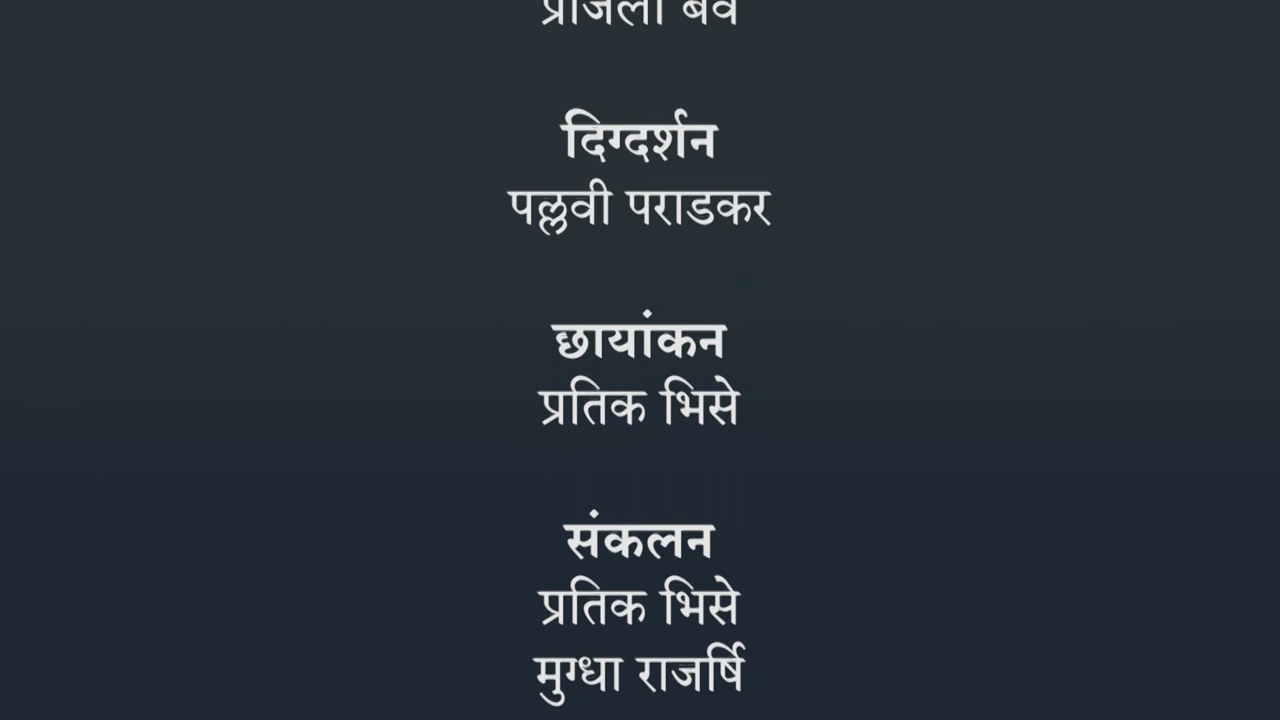 दिग्दर्शन
पल्लवी पराडकर
छायांकन
प्रतिक भिसे
संकलन
प्रतिक भिसे
मुग्धा राजर्षि